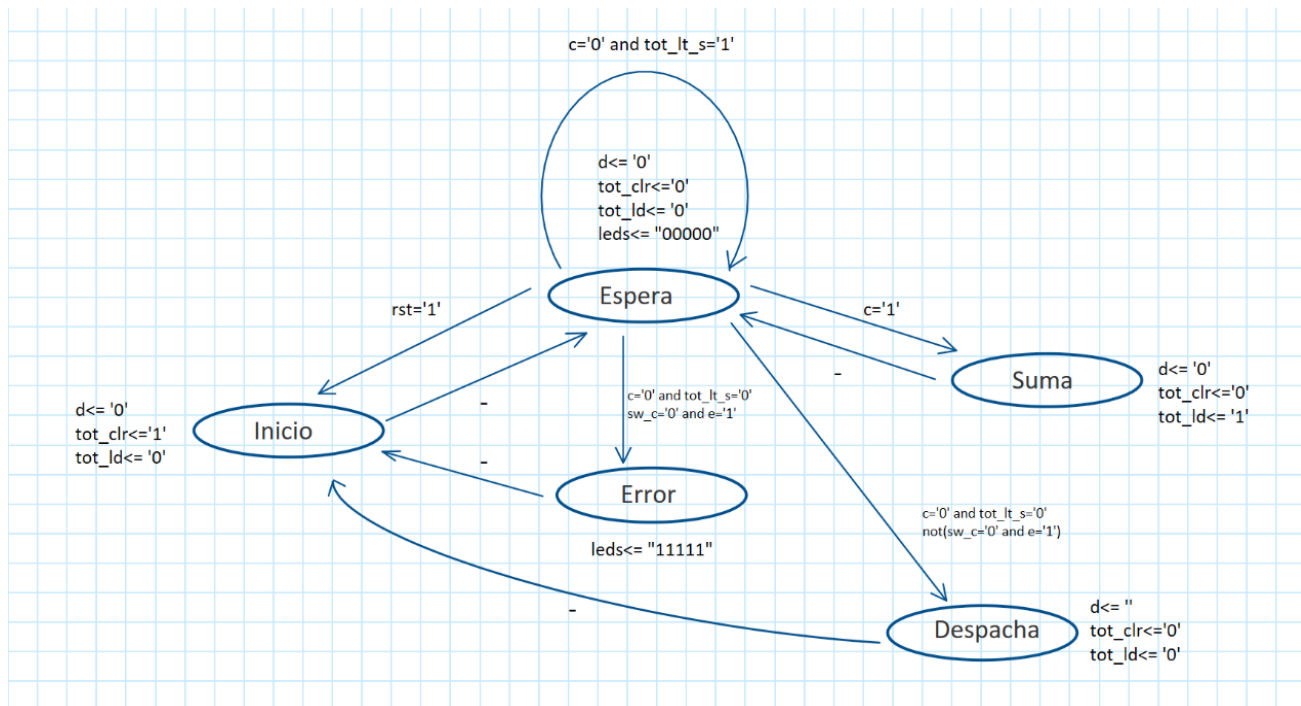 c='0' and tot_lt_s='1'
d<= '0'
tot_clr<='0'
tot_ld<= '0'
leds<= "00000"
Espera
rst='1'
c='1'
-
Suma
d<= '0'
tot_clr<='0'
tot_ld<= '1'
c='0' and tot_lt_s='0'
sw_c='0' and e='1'
-
d<= '0'
tot_clr<='1'
tot_ld<= '0'
Inicio
-
Error
leds<= "11111"
c='0' and tot_lt_s='0'
not(sw_c='0' and e='1')
-
Despacha
d<= ''
tot_clr<='0'
tot_ld<= '0'